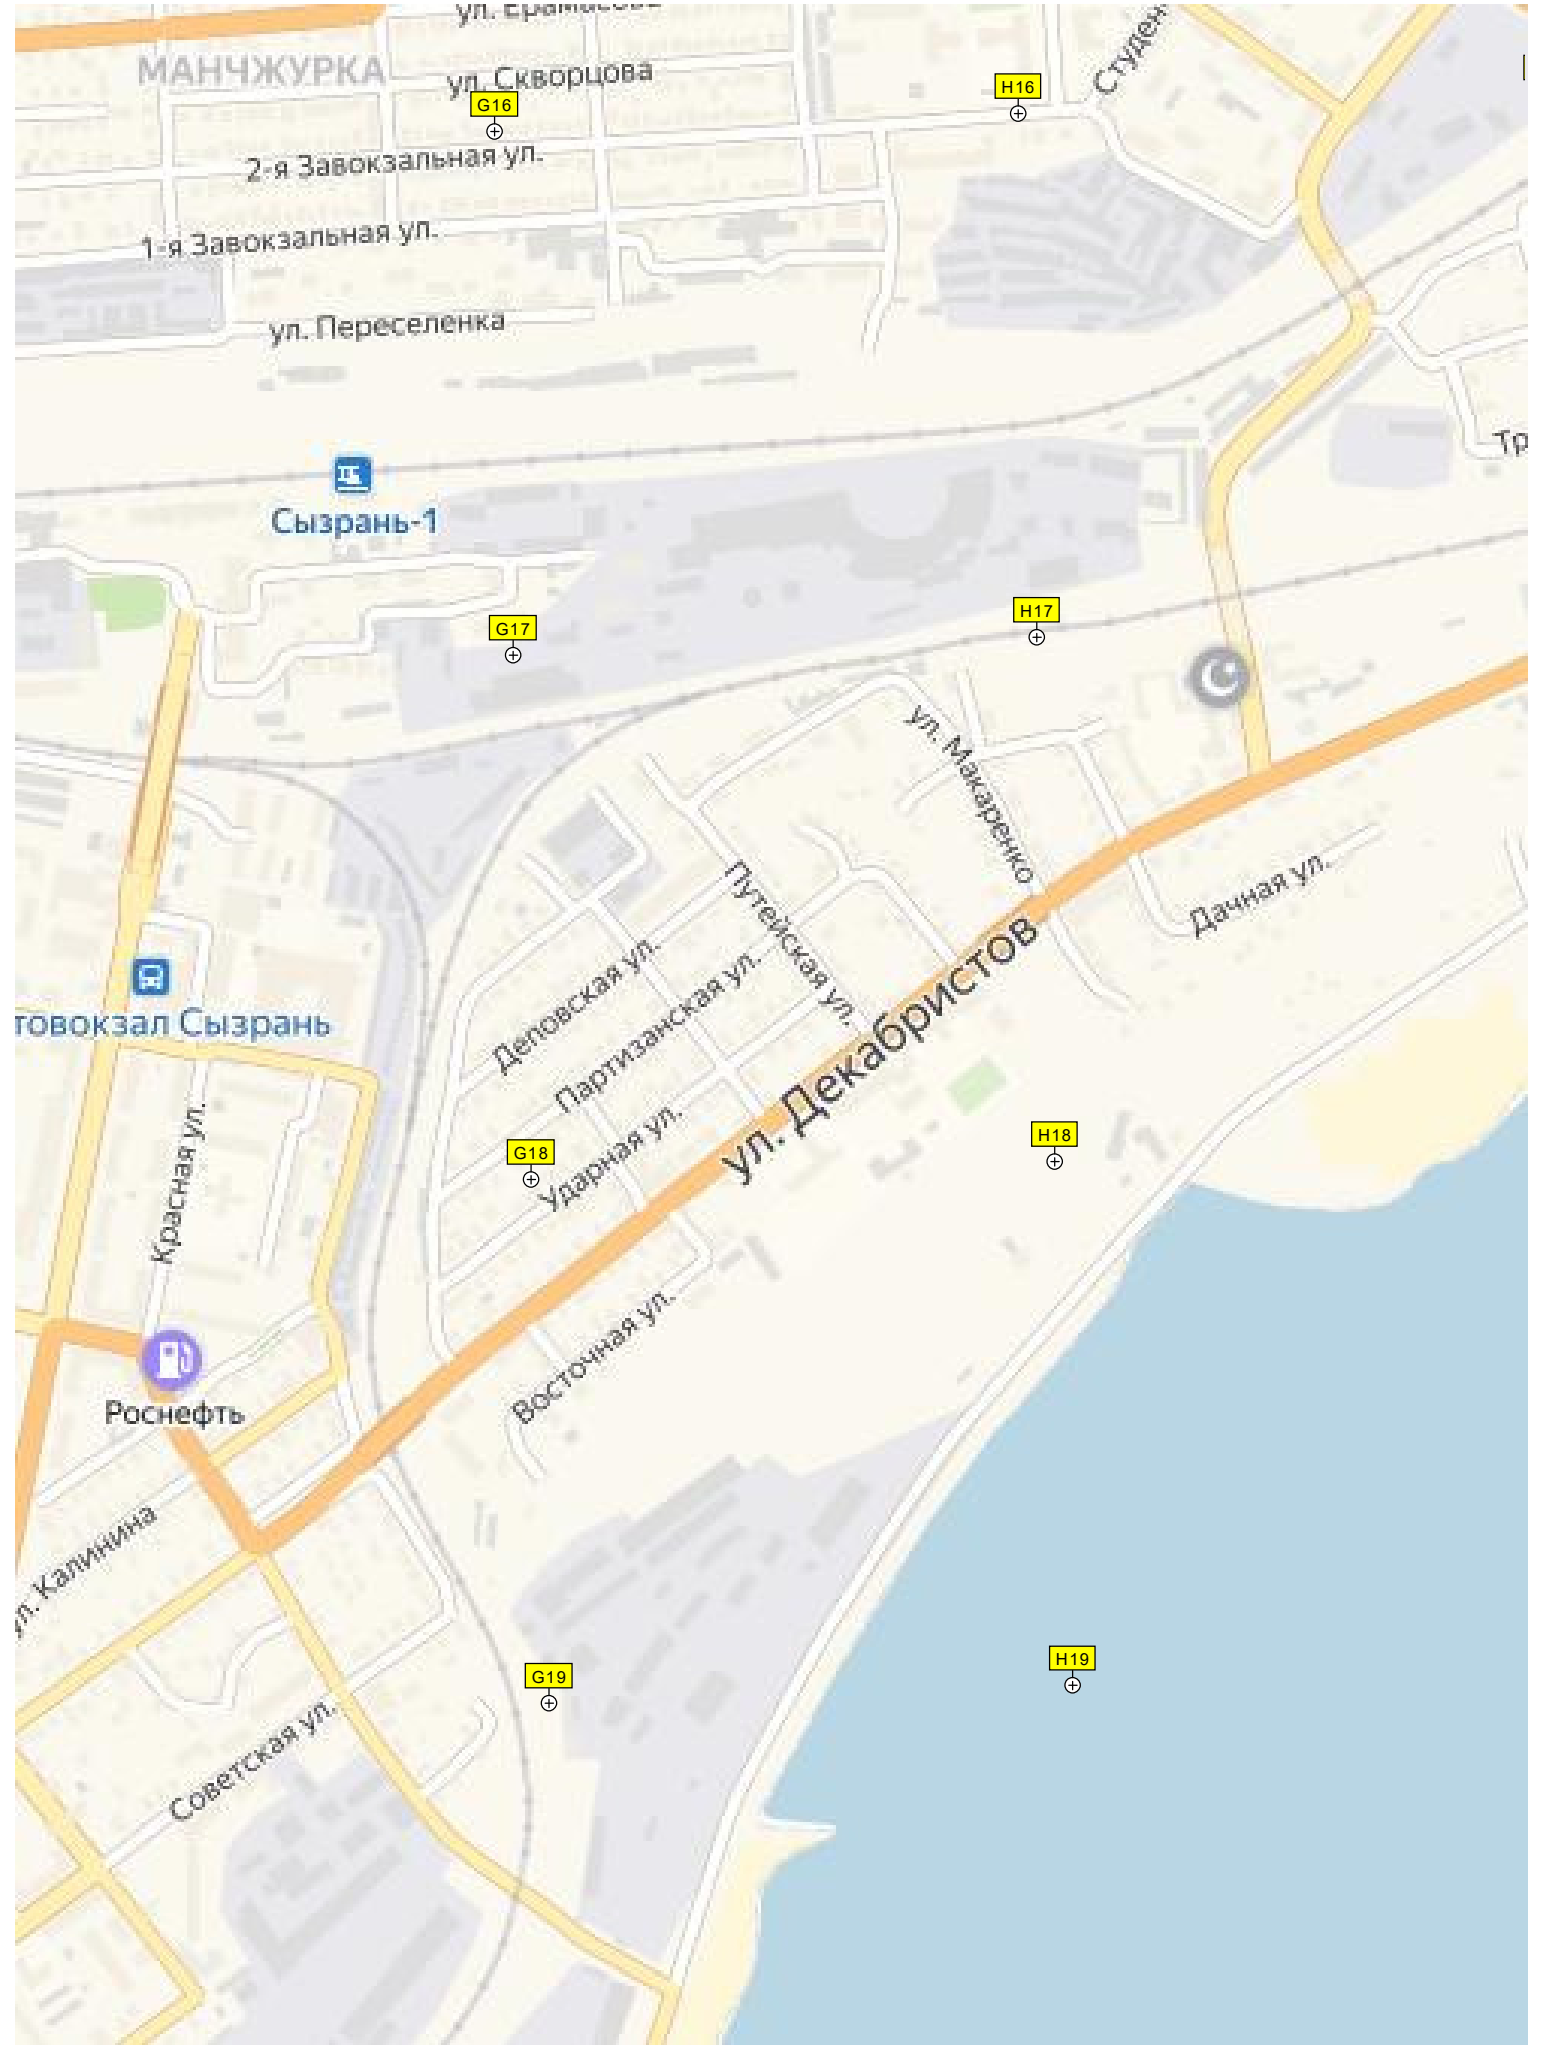 ул. Ерамасова
МАНЧЖУРКА
ул. Скворцова
Студен
G16
H16
2-я Завокзальная ул.
1-я Завокзальная ул.
ул. Переселенка
Тр
Сызрань-1
G17
H17
ул. Макаренко
Путейская ул.
Дачная ул.
Деповская ул.
Партизанская ул.
ул. Декабристов
товокзал Сызрань
Красная ул.
Ударная ул.
G18
H18
Восточная ул.
Роснефть
ул. Калинина
G19
H19
Советская ул.